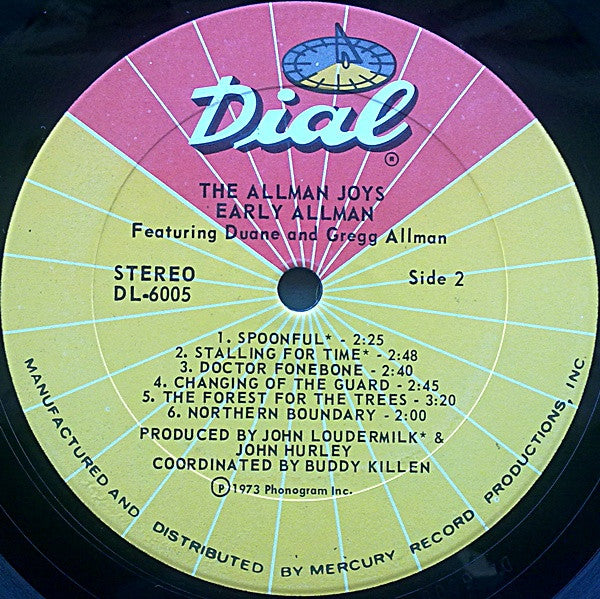 Dial
®
THE ALLMAN JOYS
EARLY ALLMAN
Featuring Duane and Gregg Allman
STEREO
DL-6005
Side 2
1. SPOONFUL* - 2:25
2. STALLING FOR TIME* - 2:48
3. DOCTOR FONEBONE - 2:40
4. CHANGING OF THE GUARD - 2:45
5. THE FOREST FOR THE TREES - 3:20
6. NORTHERN BOUNDARY - 2:00
PRODUCED BY JOHN LOUDERMILK* &
JOHN HURLEY
COORDINATED BY BUDDY KILLEN
℗ 1973 Phonogram Inc.
MANUFACTURED AND DISTRIBUTED BY MERCURY RECORD PRODUCTIONS, INC.